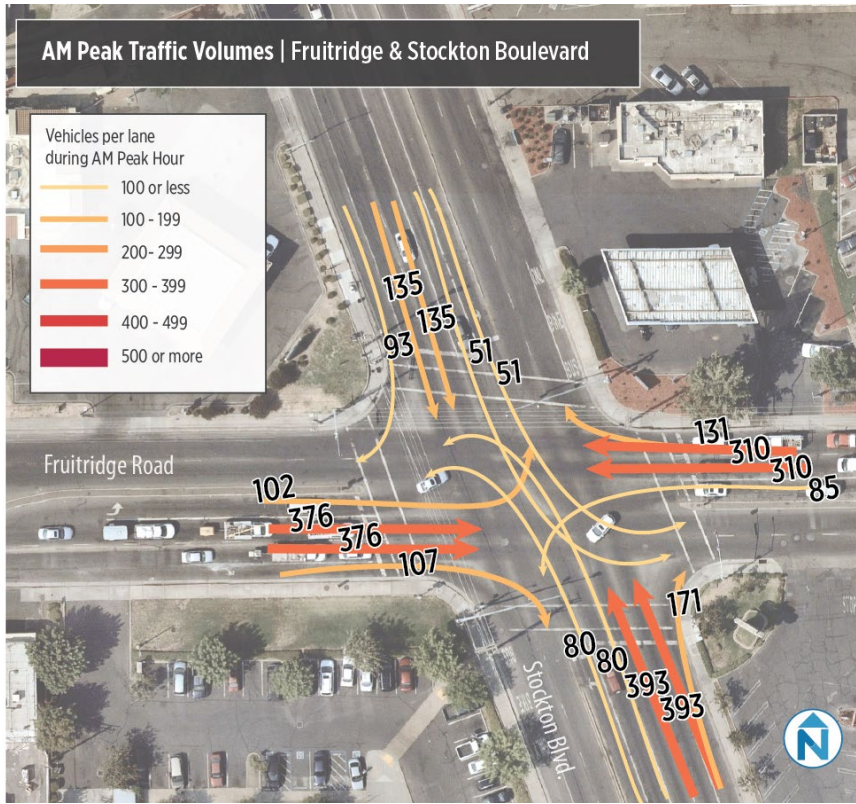 AM Peak Traffic Volumes | Fruitridge & Stockton Boulevard
Vehicles per lane
during AM Peak Hour
100 or less
100 - 199
200- 299
300 - 399
400 - 499
500 or more
135
135
93
51
51
BUS
131
310
310
85
Fruitridge Road
102
376
376
107
171
80
80
393
393
Stockton Blvd.
N